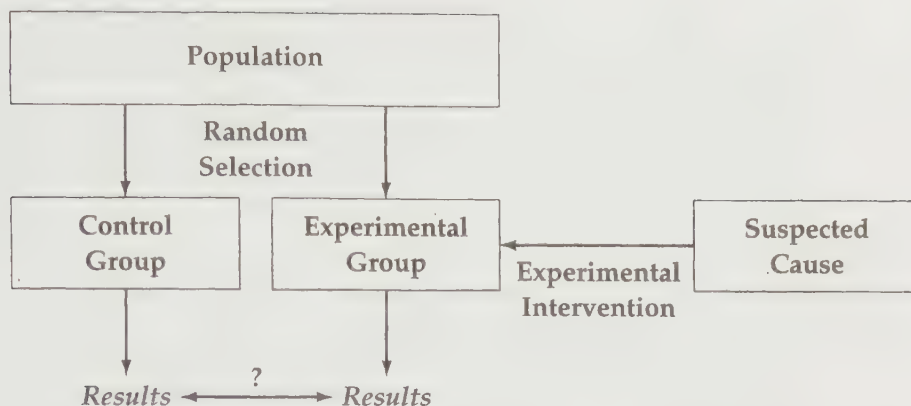 Population
Random
Selection
Control
Group
Experimental
Group
Suspected
Cause
Experimental
Intervention
?
Results
Results